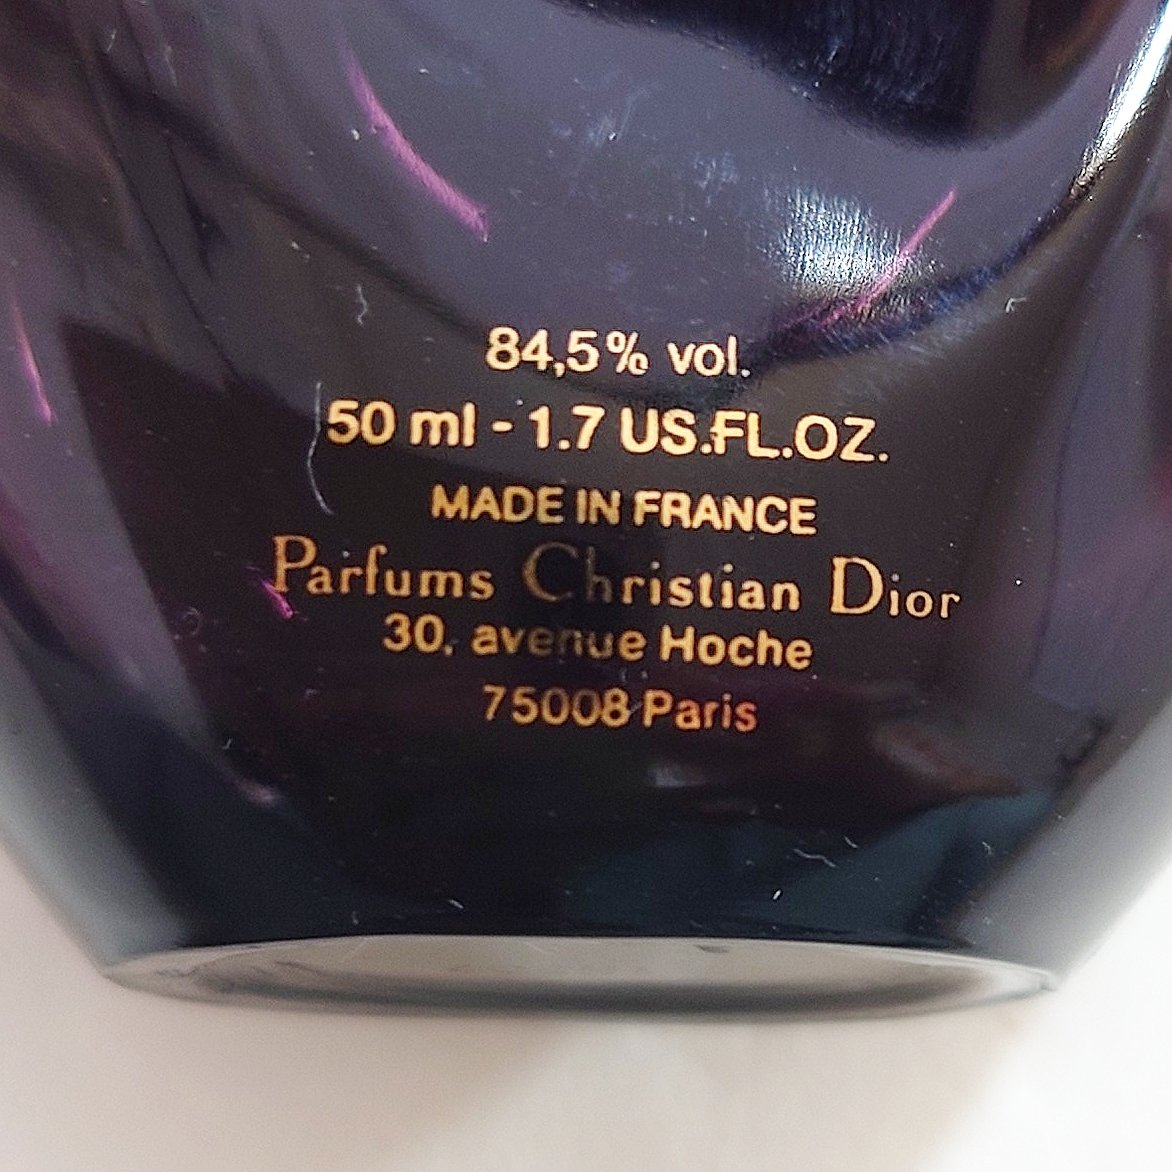 84,5% vol.
50 ml - 1.7 US.FL.OZ.
MADE IN FRANCE
Parfums Christian Dior
30, avenue Hoche
75008 Paris